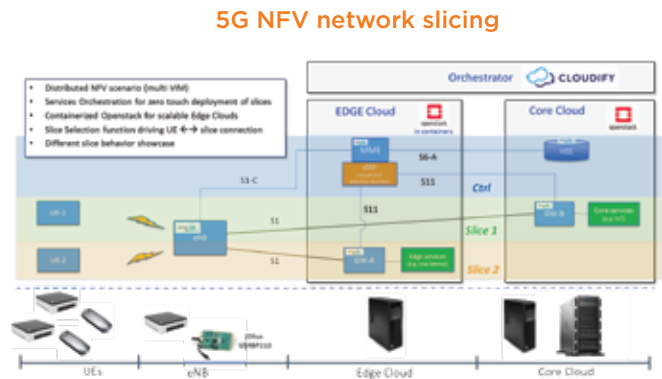 5G NFV network slicing
• Distributed NFV scenario (multi VIM)
• Services Orchestration for zero touch deployment of slices
• Containerized Openstack for scalable Edge Clouds
• Slice Selection function driving UE ←→ slice connection
• Different slice behavior showcase
Orchestrator CLOUDIFY
EDGE Cloud
openstack
in containers
Core Cloud
openstack
MME
S6-A
HSS
S1-C
S11
Ctrl
S11
UE-1
eNB
S1
GW-B
Core services
Slice 1
UE-2
S1
GW-A
Edge services
Slice 2
UEs
eNB
Edge Cloud
Core Cloud